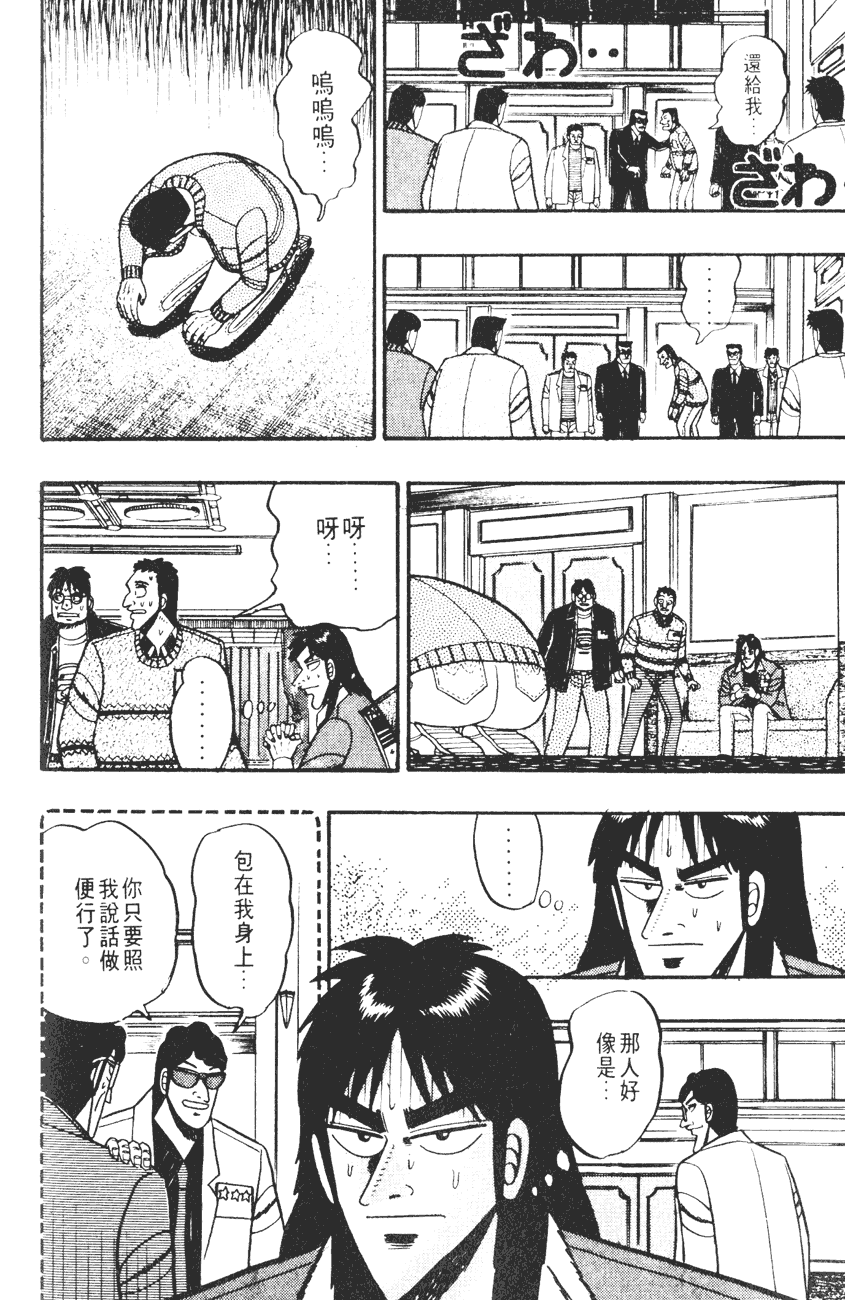 ざわ‥
還給我…
ざわ‥
……
嗚嗚嗚…
呀……
呀…
……
……
那人好
像是…
包在我身上…
你只要照
我說話做
便行了。